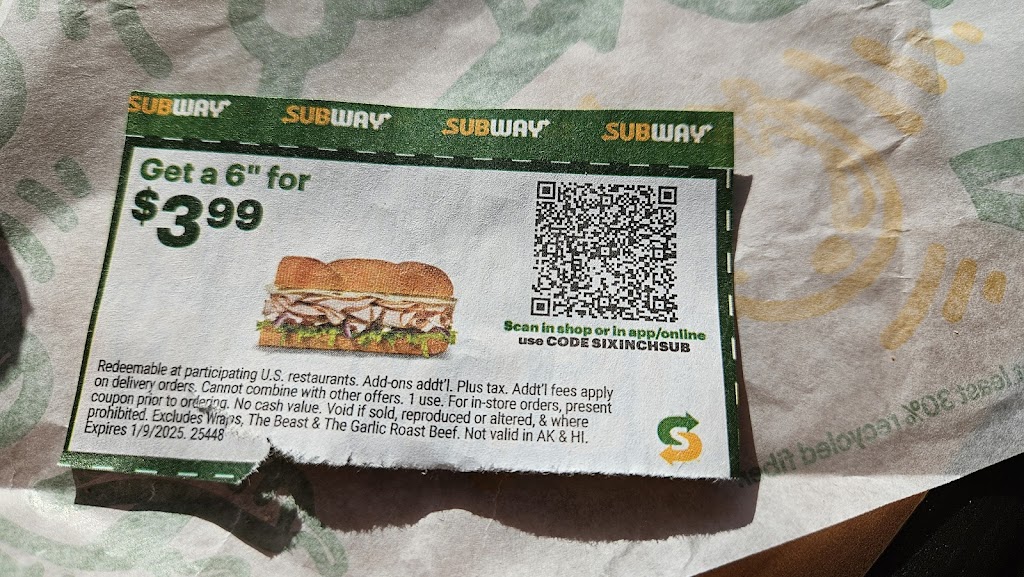 SUBWAY SUBWAY SUBWAY SUBWAY
Get a 6" for
$3.99
Scan in shop or in app/online
use CODE SIXINCHSUB
Redeemable at participating U.S. restaurants. Add-ons addt'l. Plus tax. Addt'l fees apply
on delivery orders. Cannot combine with other offers. 1 use. For in-store orders, present
coupon prior to ordering. No cash value. Void if sold, reproduced or altered, & where
prohibited. Excludes Wraps, The Beast & The Garlic Roast Beef. Not valid in AK & HI.
Expires 1/9/2025. 25448
S
least 30% recycled